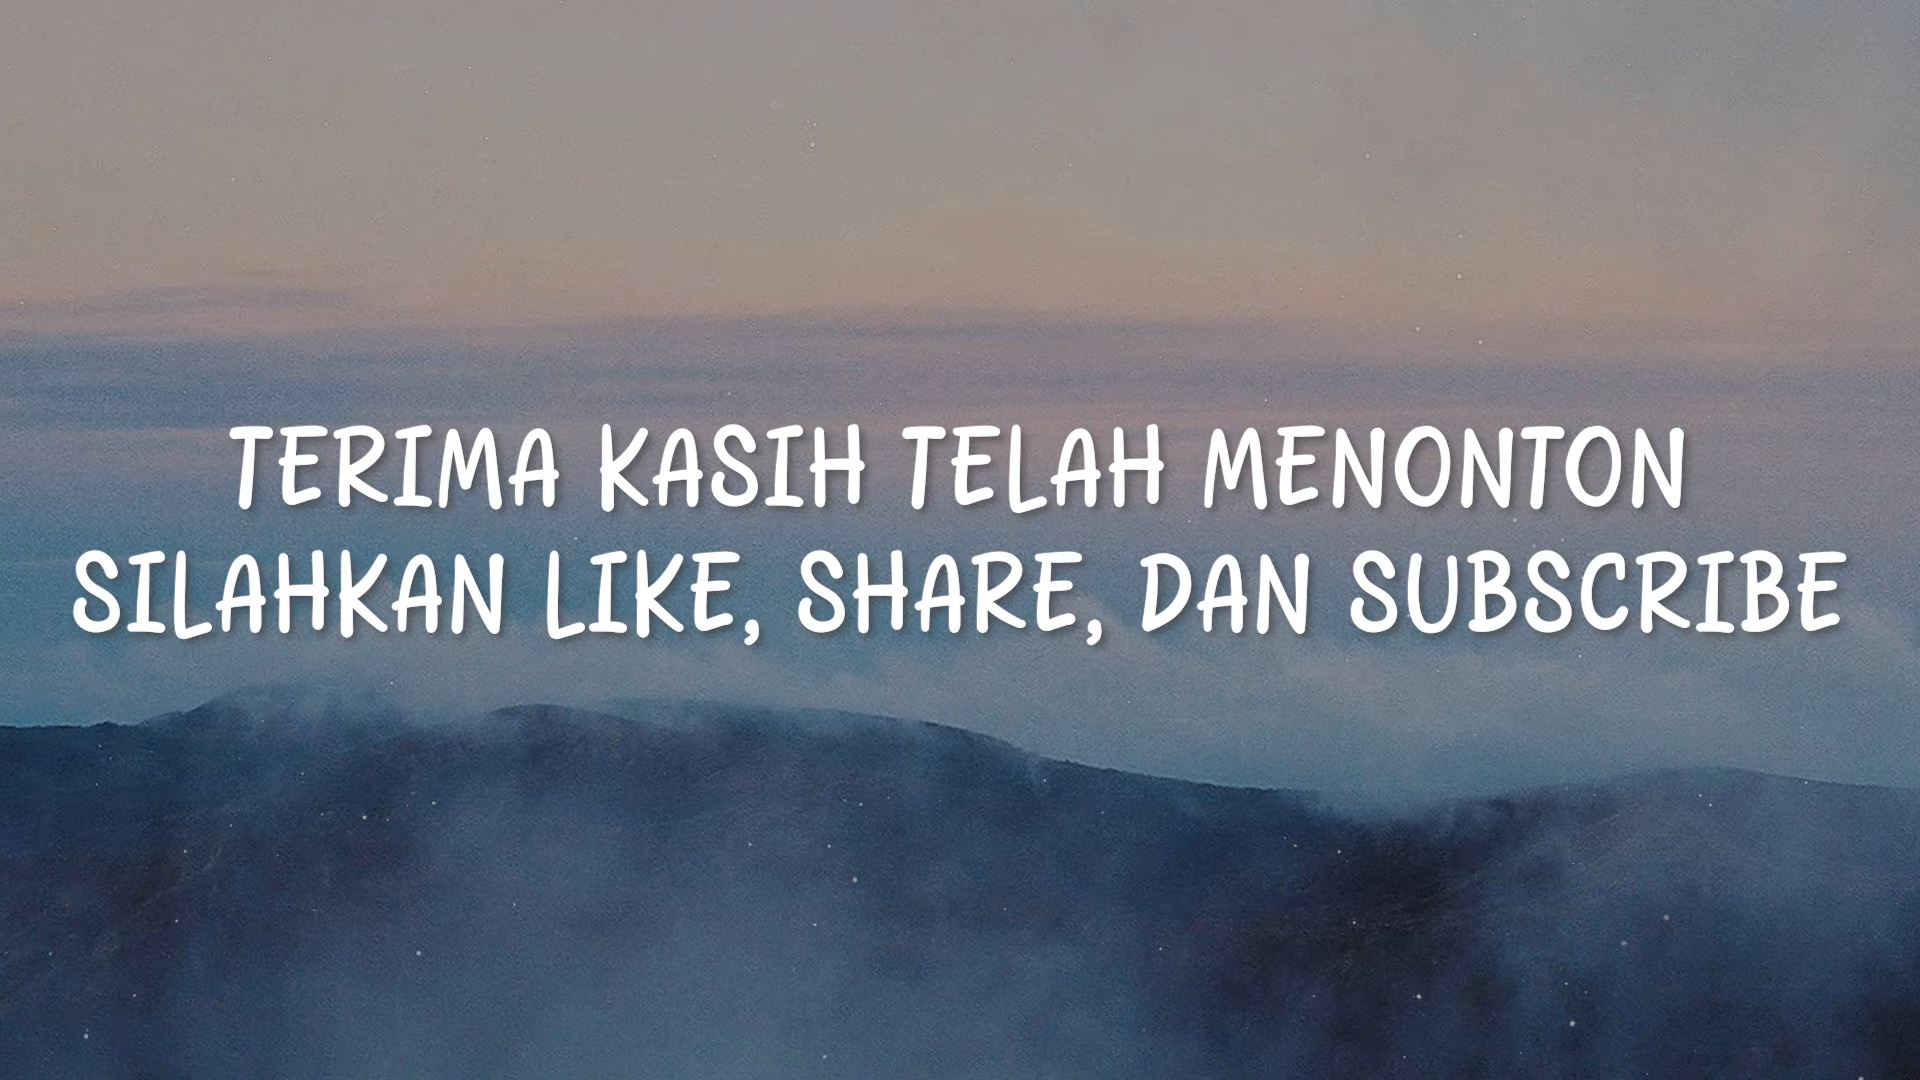 TERIMA KASIH TELAH MENONTON
SILAHKAN LIKE, SHARE, DAN SUBSCRIBE